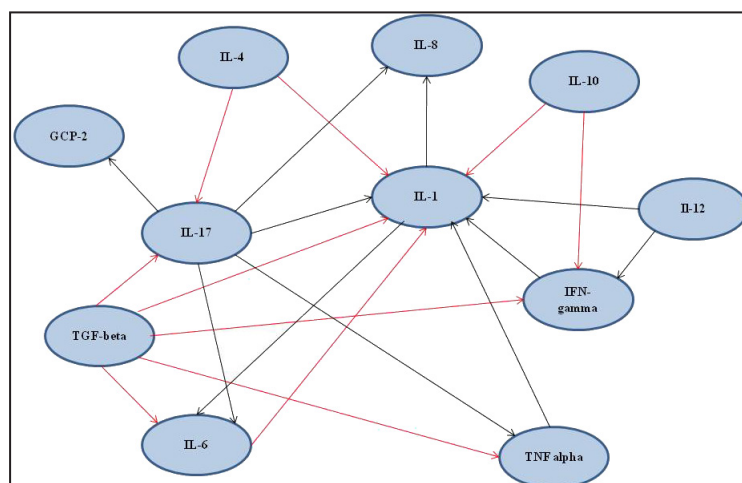 IL-8
IL-4
IL-10
GCP-2
IL-1
Il-12
IL-17
IFN-
gamma
TGF-beta
IL-6
TNF alpha